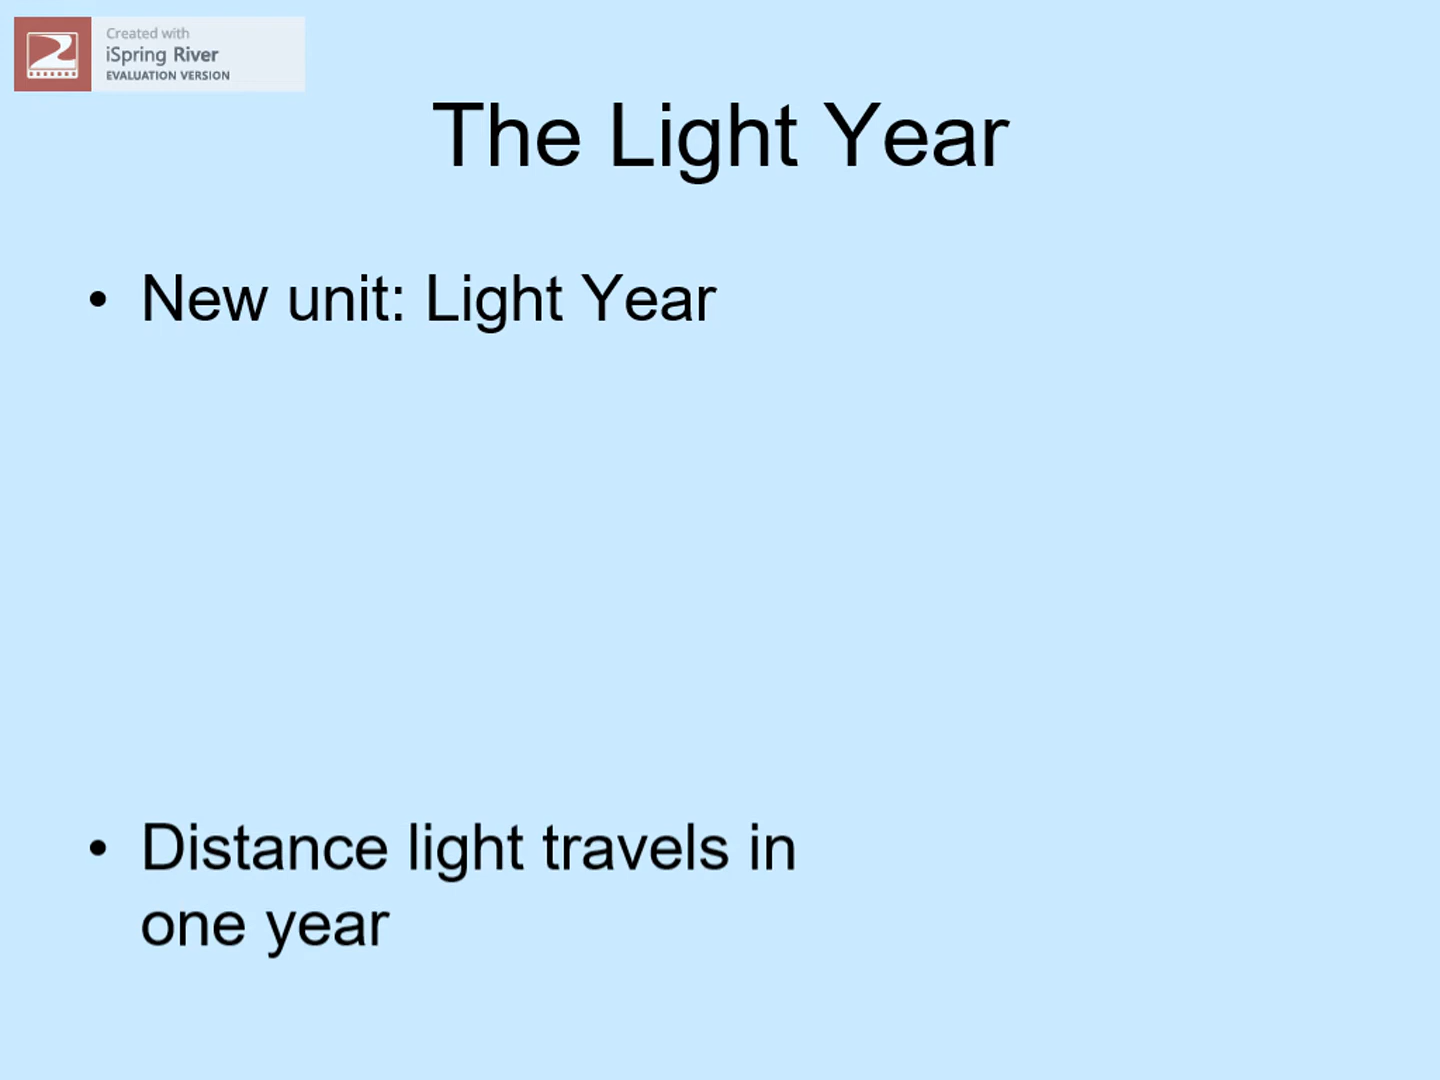 Created with
iSpring River
EVALUATION VERSION
The Light Year
• New unit: Light Year
• Distance light travels in
one year